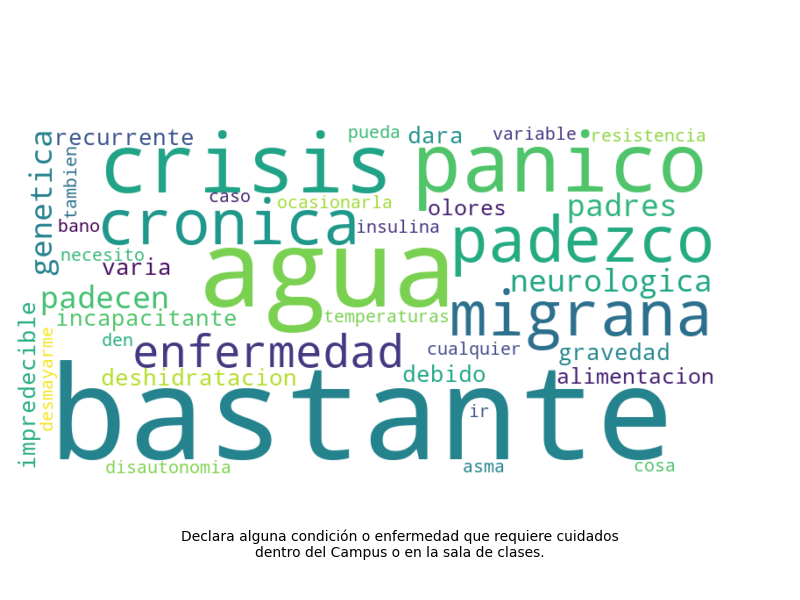 genetica
recurrente
tambien
crisis
pueda
dara
variable
resistencia
panico
caso
ocasionarla
olores
padres
bano
cronica
insulina
padezco
necesito
varia
agua
neurologica
padecen
incapacitante
temperaturas
migrana
impredecible
desmayarme
den
enfermedad
cualquier
gravedad
deshidratacion
debido
alimentacion
bastante
ir
disautonomia
asma
cosa
Declara alguna condición o enfermedad que requiere cuidados
dentro del Campus o en la sala de clases.